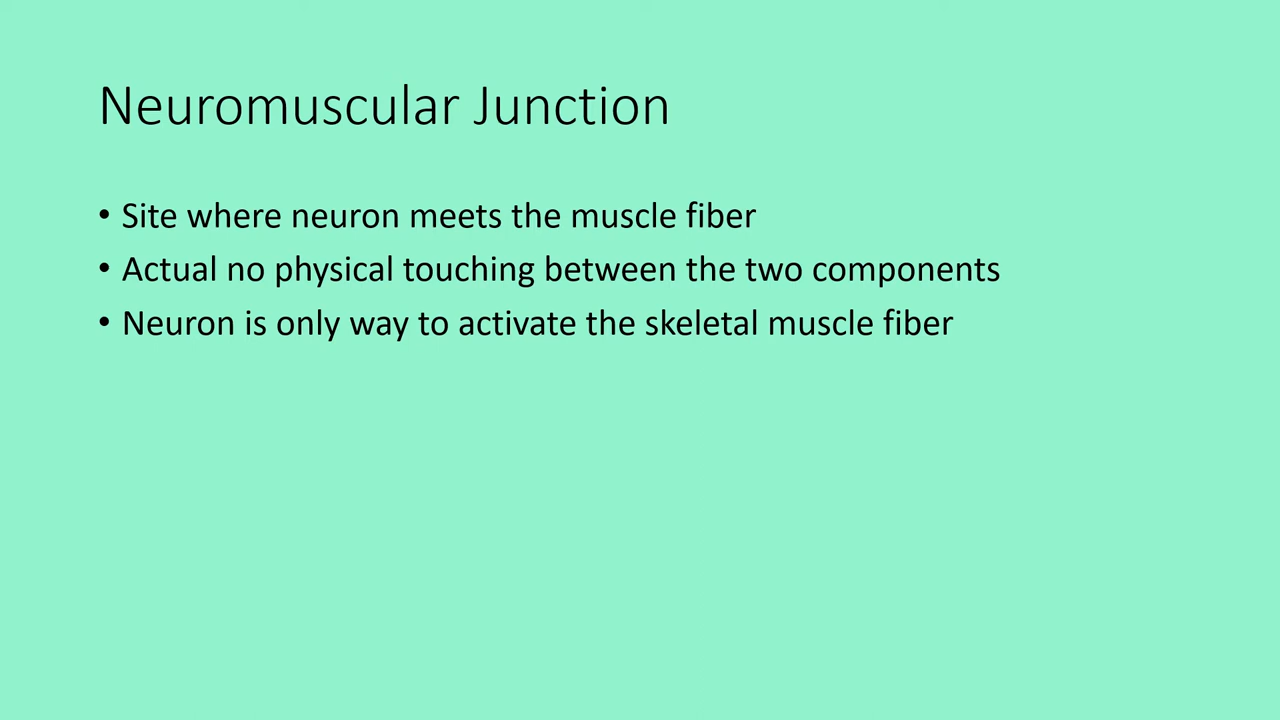 Neuromuscular Junction
• Site where neuron meets the muscle fiber
• Actual no physical touching between the two components
• Neuron is only way to activate the skeletal muscle fiber